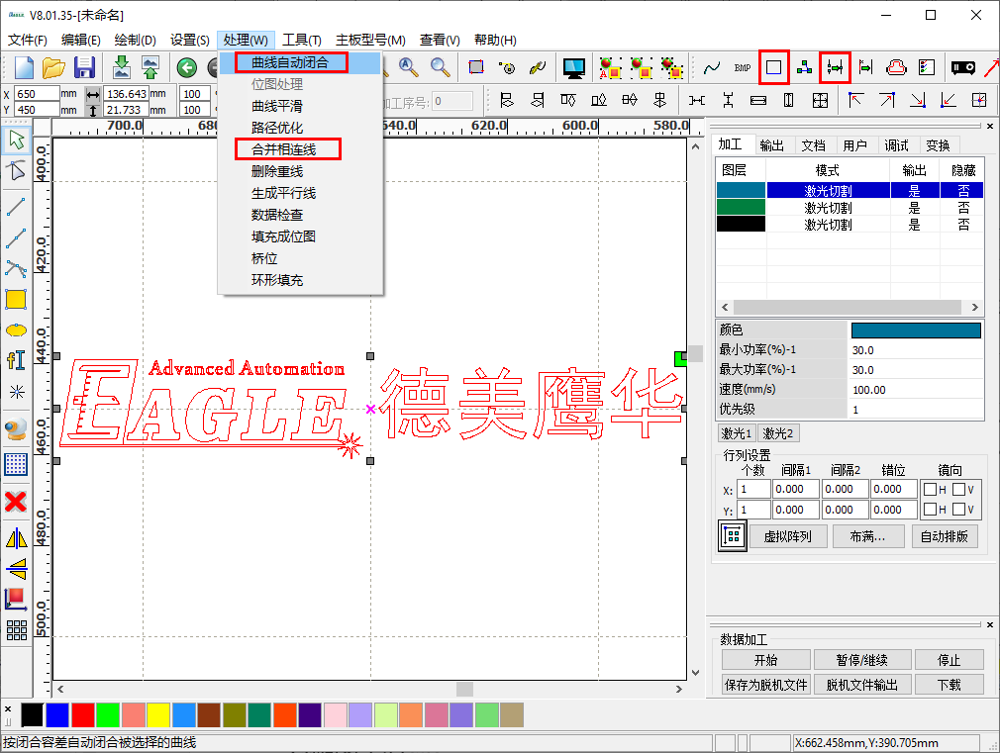 V8.01.35-[未命名]
文件(F) 编辑(E) 绘制(D) 设置(S) 处理(W) 工具(T) 主板型号(M) 查看(V) 帮助(H)
曲线自动闭合
位图处理
曲线平滑
路径优化
合并相连线
删除重线
生成平行线
数据检查
填充成位图
桥位
环形填充
BMP
X 650 mm 136.643 mm 100
Y 450 mm 21.733 mm 100
加工序号: 0
700.0 680 640.0 620.0 600.0 580.0
400.0
420.0
440.0
460.0
480.0
500.0
Advanced Automation
EAGLE
德美鹰华
加工 输出 文档 用户 调试 变换
图层 模式 输出 隐藏
激光切割 是 否
激光切割 是 否
激光切割 是 否
颜色
最小功率(%)-1 30.0
最大功率(%)-1 30.0
速度(mm/s) 100.00
优先级 1
激光1 激光2
行列设置
个数 间隔1 间隔2 错位 镜向
X: 1 0.000 0.000 0.000 H V
Y: 1 0.000 0.000 0.000 H V
虚拟阵列 布满... 自动排版
数据加工
开始 暂停/继续 停止
保存为脱机文件 脱机文件输出 下载
按闭合容差自动闭合被选择的曲线
X:662.458mm,Y:390.705mm